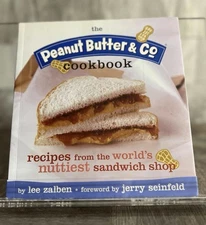 the
Peanut Butter & Co
cookbook
recipes from the world's
nuttiest sandwich shop
by lee zalben • foreword by jerry seinfeld